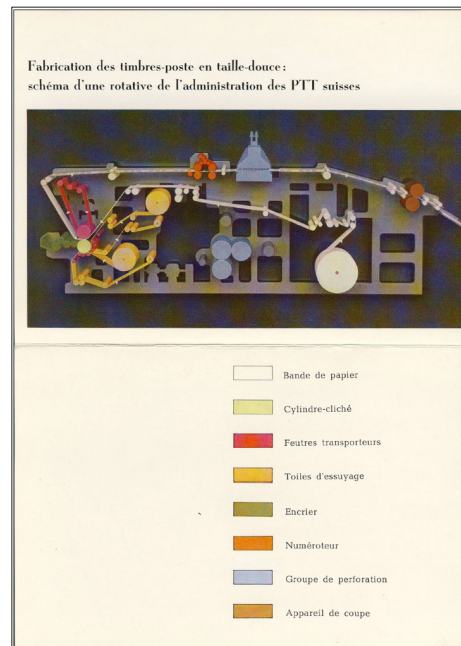 Fabrication des timbres-poste en taille-douce:
schéma d'une rotative de l'administration des PTT suisses
Bande de papier
Cylindre-cliché
Feutres transporteurs
Toiles d'essuyage
Encrier
Numéroteur
Groupe de perforation
Appareil de coupe